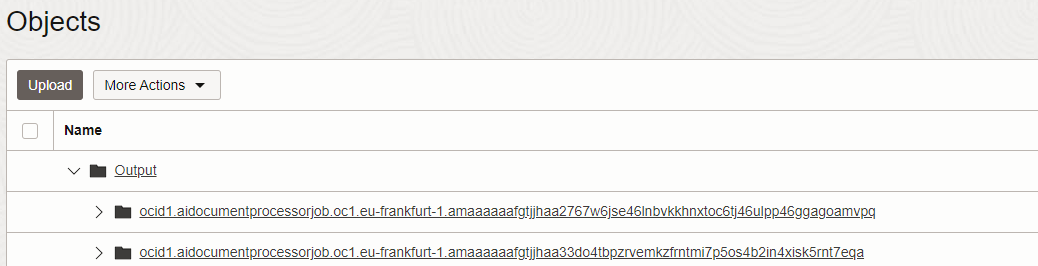 Objects
Upload More Actions
Name
Output
ocid1.aidocumentprocessorjob.oc1.eu-frankfurt-1.amaaaaaafgtjjhaa2767w6jse46lnbvkkhnxtoc6tj46ulpp46ggagoamvpq
ocid1.aidocumentprocessorjob.oc1.eu-frankfurt-1.amaaaaaafgtjjhaa33do4tbpzrvemkzfrntmi7p5os4b2in4xisk5rnt7eqa